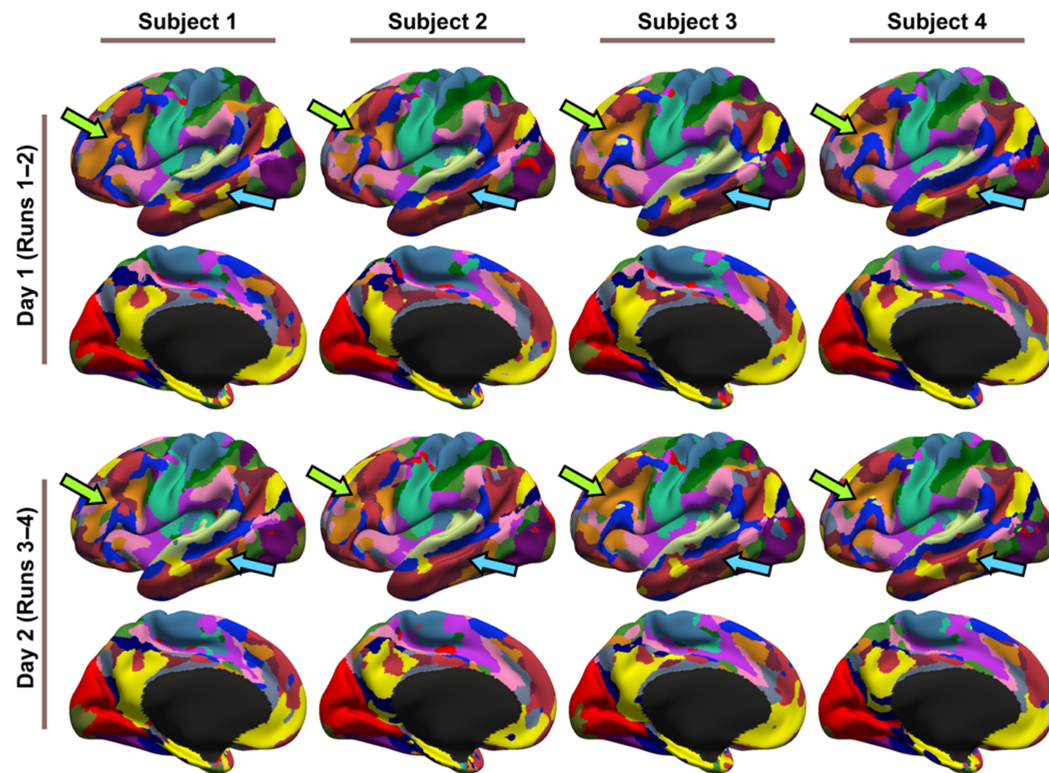 Subject 1
Subject 2
Subject 3
Subject 4
Day 1 (Runs 1–2)
Day 2 (Runs 3–4)